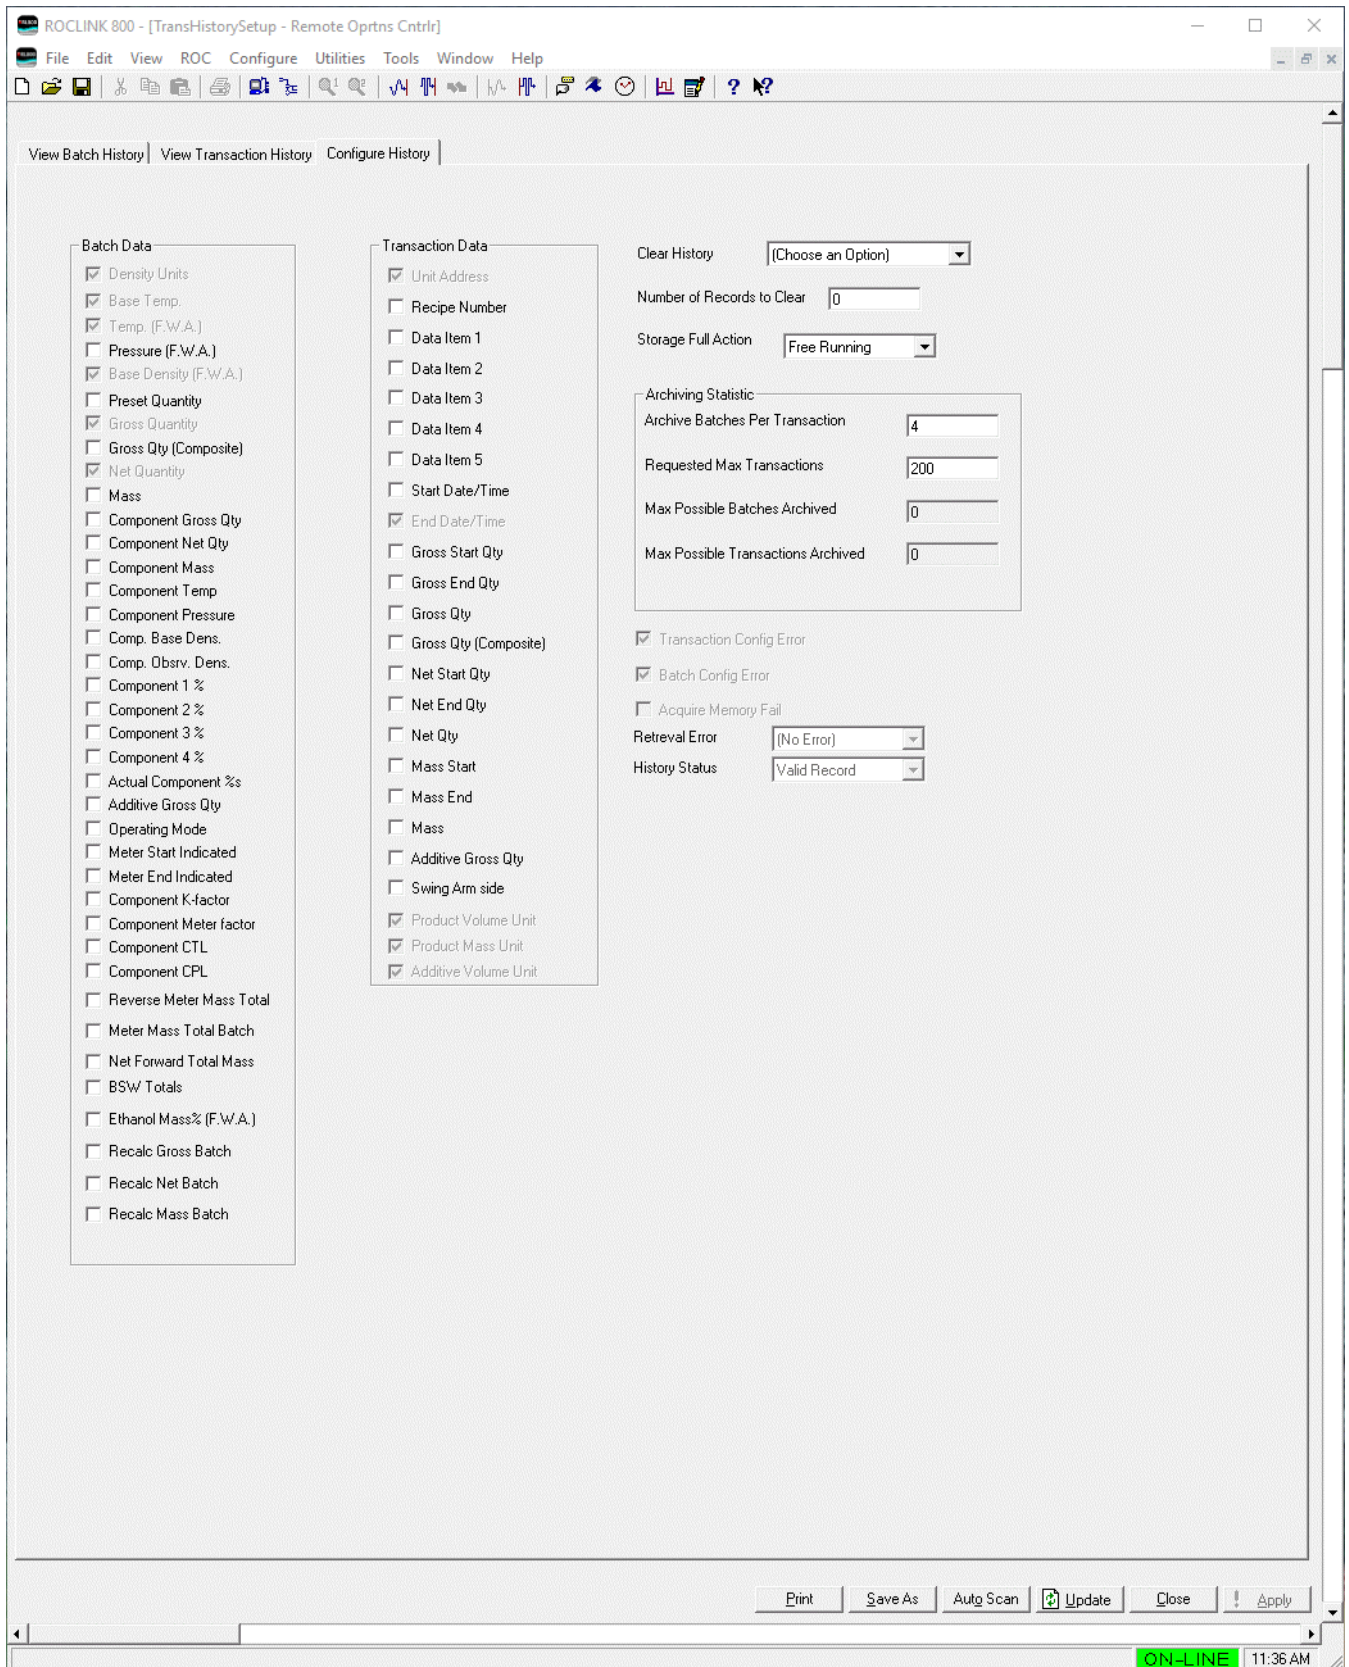 ROCLINK 800 - [TransHistorySetup - Remote Oprtns Cntrlr]
File Edit View ROC Configure Utilities Tools Window Help
View Batch History View Transaction History Configure History
Batch Data
Density Units
Base Temp.
Temp. (F.W.A.)
Pressure (F.W.A.)
Base Density (F.W.A.)
Preset Quantity
Gross Quantity
Gross Qty (Composite)
Net Quantity
Mass
Component Gross Qty
Component Net Qty
Component Mass
Component Temp
Component Pressure
Comp. Base Dens.
Comp. Obsrv. Dens.
Component 1 %
Component 2 %
Component 3 %
Component 4 %
Actual Component %s
Additive Gross Qty
Operating Mode
Meter Start Indicated
Meter End Indicated
Component K-factor
Component Meter factor
Component CTL
Component CPL
Reverse Meter Mass Total
Meter Mass Total Batch
Net Forward Total Mass
BSW Totals
Ethanol Mass% (F.W.A.)
Recalc Gross Batch
Recalc Net Batch
Recalc Mass Batch
Transaction Data
Unit Address
Recipe Number
Data Item 1
Data Item 2
Data Item 3
Data Item 4
Data Item 5
Start Date/Time
End Date/Time
Gross Start Qty
Gross End Qty
Gross Qty
Gross Qty (Composite)
Net Start Qty
Net End Qty
Net Qty
Mass Start
Mass End
Mass
Additive Gross Qty
Swing Arm side
Product Volume Unit
Product Mass Unit
Additive Volume Unit
Clear History (Choose an Option)
Number of Records to Clear 0
Storage Full Action Free Running
Archiving Statistic
Archive Batches Per Transaction 4
Requested Max Transactions 200
Max Possible Batches Archived 0
Max Possible Transactions Archived 0
Transaction Config Error
Batch Config Error
Acquire Memory Fail
Retreval Error (No Error)
History Status Valid Record
Print Save As Auto Scan Update Close ! Apply
ON-LINE 11:36 AM